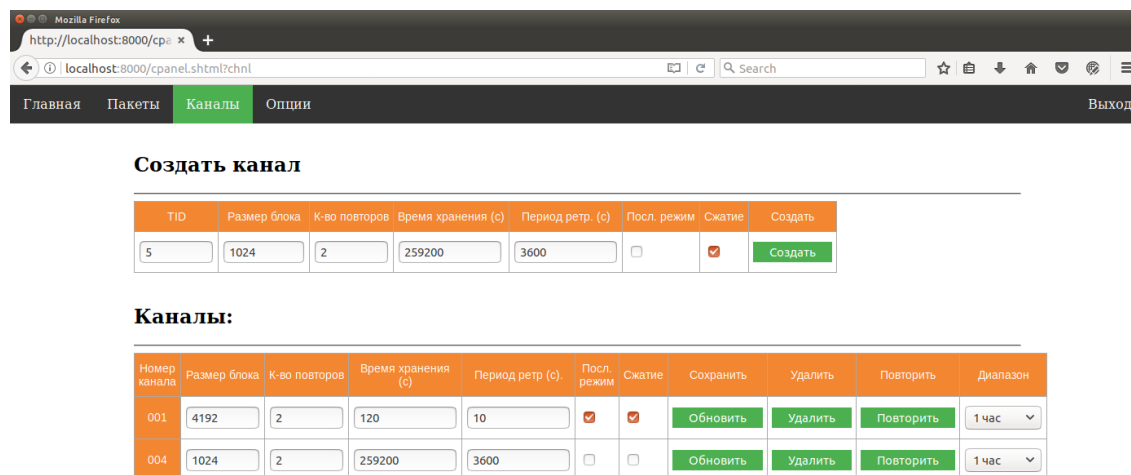 Mozilla Firefox
http://localhost:8000/cpa × +
localhost:8000/cpanel.shtml?chnl Search
Главная Пакеты Каналы Опции Выход
Создать канал
TID Размер блока К-во повторов Время хранения (с) Период ретр. (с) Посл. режим Сжатие Создать
5 1024 2 259200 3600 Создать
Каналы:
Номер канала Размер блока К-во повторов Время хранения (с) Период ретр (с). Посл. режим Сжатие Сохранить Удалить Повторить Диапазон
001 4192 2 120 10 Обновить Удалить Повторить 1 час
004 1024 2 259200 3600 Обновить Удалить Повторить 1 час